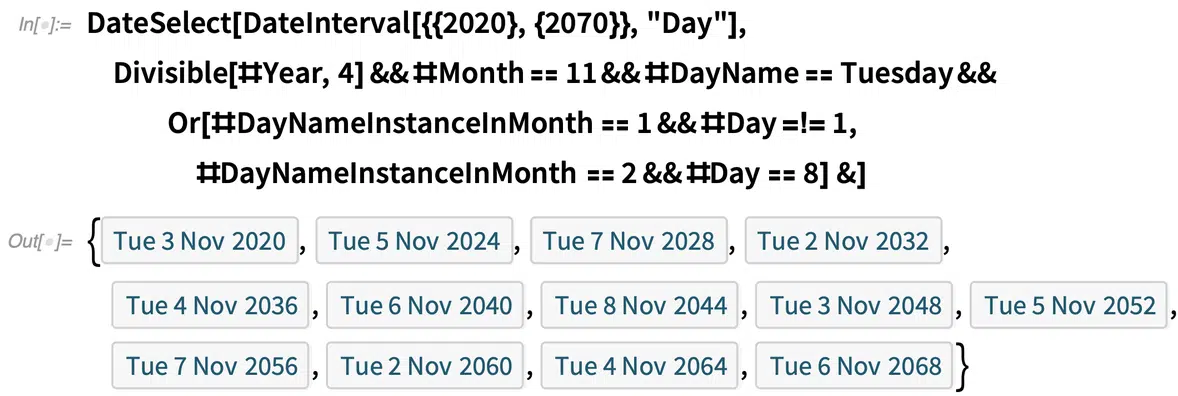 In[•]:= DateSelect[DateInterval[{{2020}, {2070}}, "Day"],
Divisible[#Year, 4] && #Month == 11 && #DayName == Tuesday &&
Or[#DayNameInstanceInMonth == 1 && #Day =!= 1,
#DayNameInstanceInMonth == 2 && #Day == 8] &]
Out[•]= {Tue 3 Nov 2020, Tue 5 Nov 2024, Tue 7 Nov 2028, Tue 2 Nov 2032,
Tue 4 Nov 2036, Tue 6 Nov 2040, Tue 8 Nov 2044, Tue 3 Nov 2048, Tue 5 Nov 2052,
Tue 7 Nov 2056, Tue 2 Nov 2060, Tue 4 Nov 2064, Tue 6 Nov 2068}